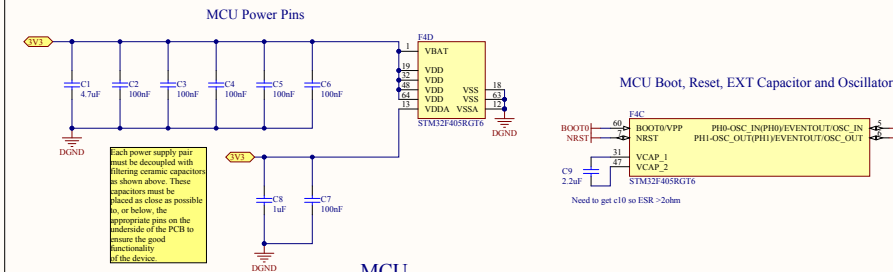 MCU Power Pins
3V3
F4D
1 VBAT
19 VDD
32 VDD
48 VDD
64 VDD
13 VDDA
VSS 18
VSS 63
VSSA 12
STM32F405RGT6
DGND
C1
4.7uF
C2
100nF
C3
100nF
C4
100nF
C5
100nF
C6
100nF
DGND
Each power supply pair
must be decoupled with
filtering ceramic capacitors
as shown above. These
capacitors must be
placed as close as possible
to, or below, the
appropriate pins on the
underside of the PCB to
ensure the good
functionality
of the device.
3V3
C8
1uF
C7
100nF
DGND
MCU Boot, Reset, EXT Capacitor and Oscillator
F4C
BOOT0 60 BOOT0/VPP
NRST 7 NRST
PH0-OSC_IN(PH0)/EVENTOUT/OSC_IN 5
PH1-OSC_OUT(PH1)/EVENTOUT/OSC_OUT 6
31 VCAP_1
47 VCAP_2
C9
2.2uF
STM32F405RGT6
Need to get c10 so ESR >2ohm
MCU